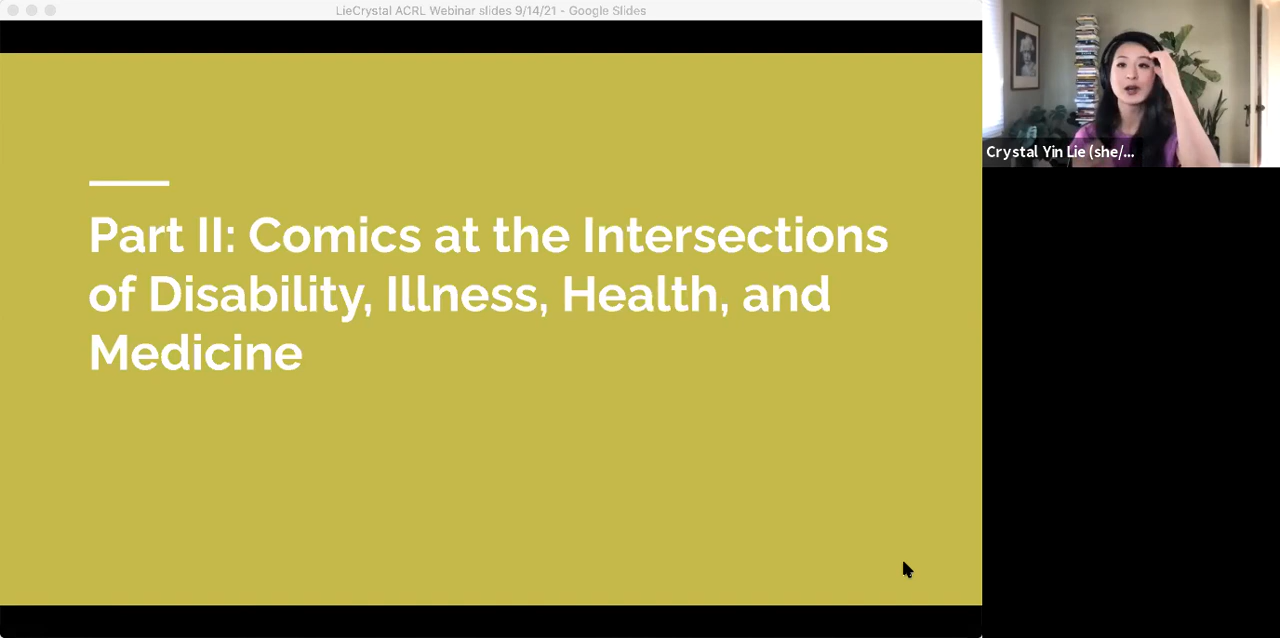 LieCrystal ACRL Webinar slides 9/14/21 - Google Slides
Part II: Comics at the Intersections
of Disability, Illness, Health, and
Medicine
Crystal Yin Lie (she/...